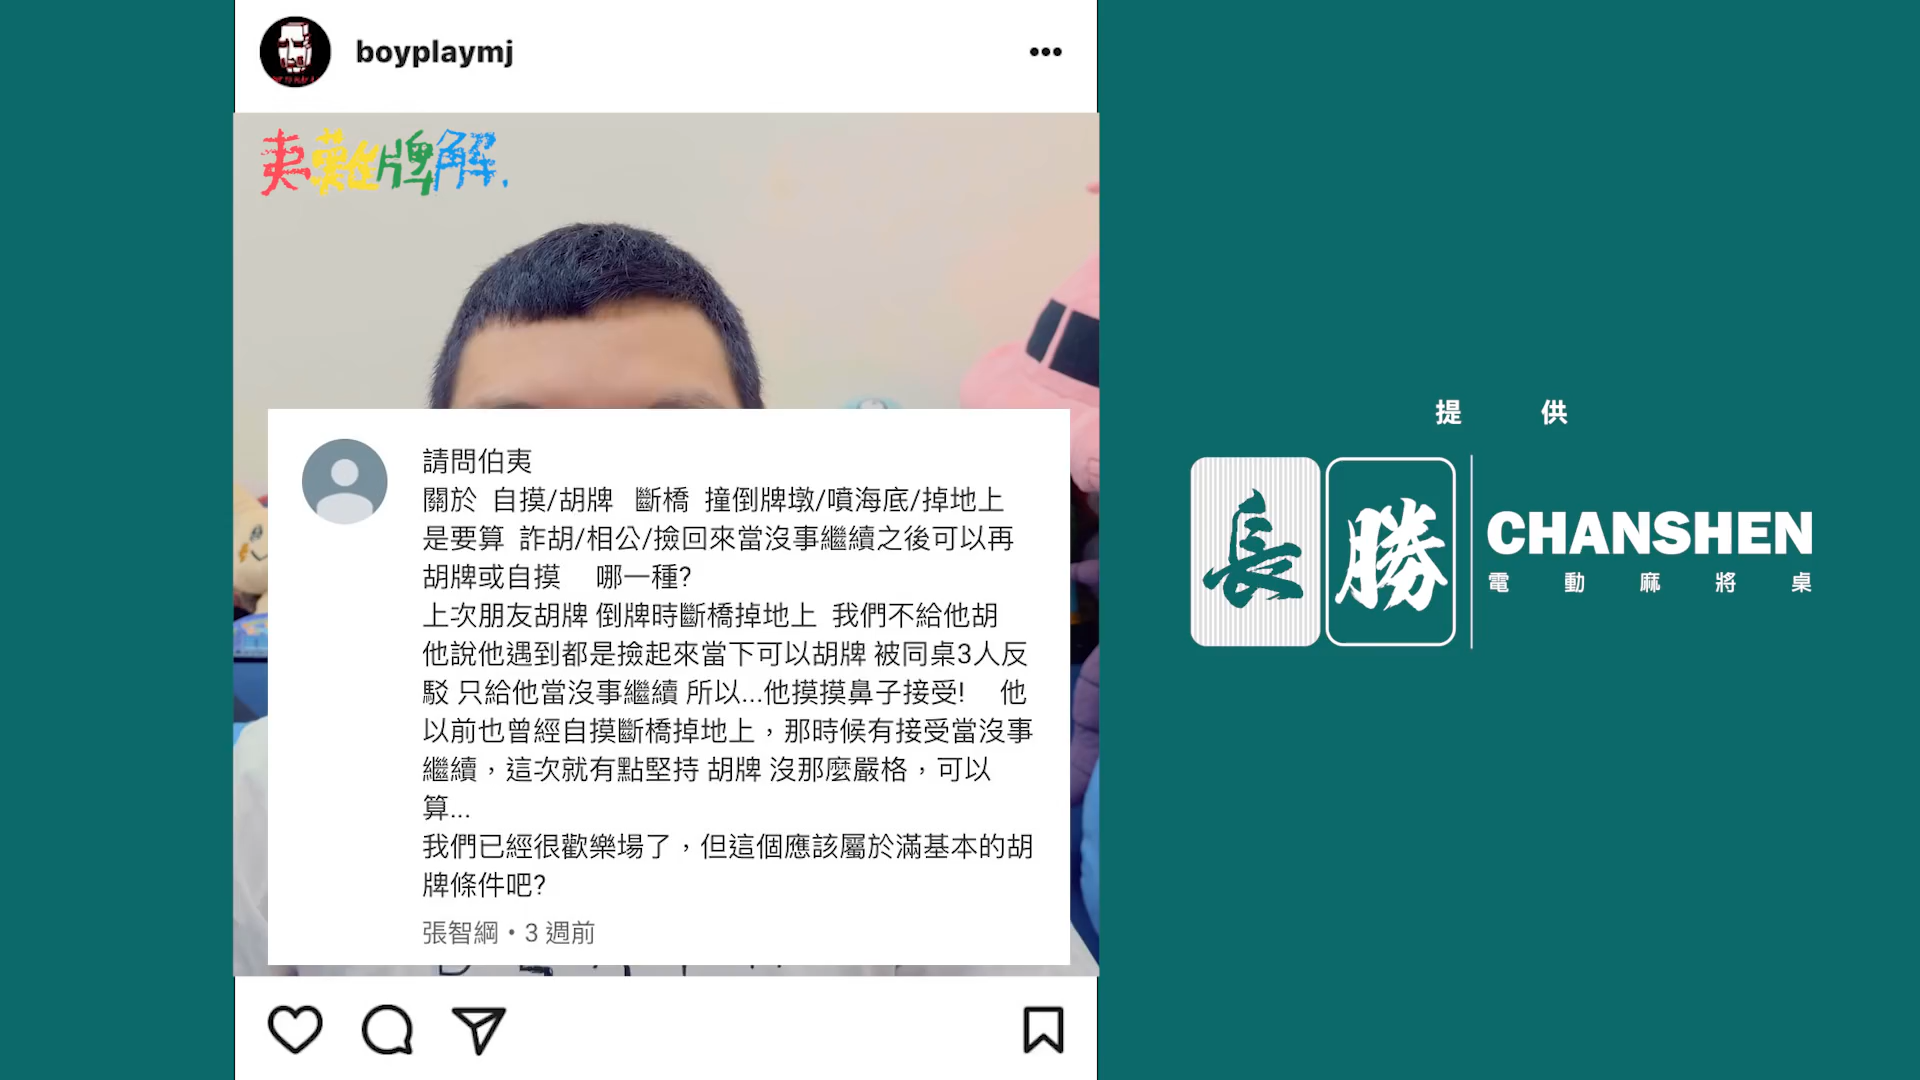 boyplaymj
夷難牌解.
請問伯夷
關於 自摸/胡牌 斷橋 撞倒牌墩/噴海底/掉地上
是要算 詐胡/相公/撿回來當沒事繼續之後可以再
胡牌或自摸 哪一種?
上次朋友胡牌 倒牌時斷橋掉地上 我們不給他胡
他說他遇到都是撿起來當下可以胡牌 被同桌3人反
駁 只給他當沒事繼續 所以...他摸摸鼻子接受! 他
以前也曾經自摸斷橋掉地上，那時候有接受當沒事
繼續，這次就有點堅持 胡牌 沒那麼嚴格，可以
算...
我們已經很歡樂場了，但這個應該屬於滿基本的胡
牌條件吧?
張智綱・3 週前
提供
長勝
CHANSHEN
電動麻將桌